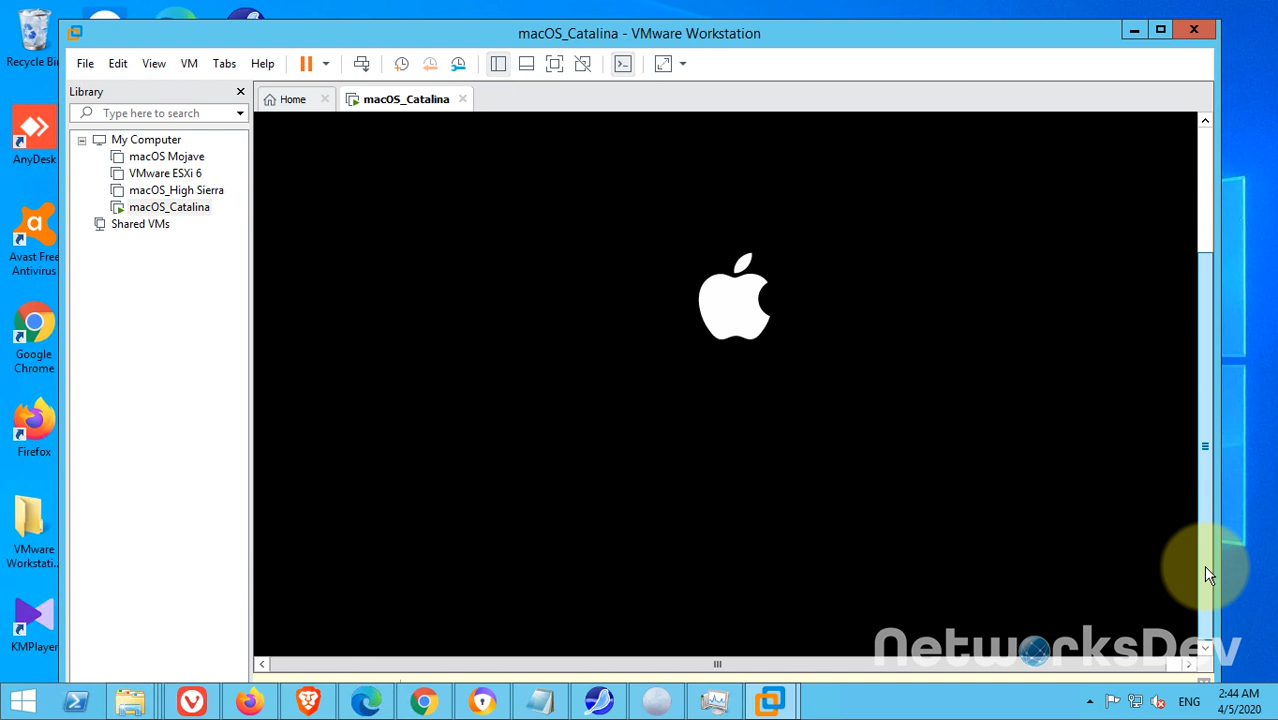 macOS_Catalina - VMware Workstation
File Edit View VM Tabs Help
Library
Type here to search
Home
macOS_Catalina
My Computer
macOS Mojave
VMware ESXi 6
macOS_High Sierra
macOS_Catalina
Shared VMs
Recycle Bin
AnyDesk
Avast Free
Antivirus
Google
Chrome
Firefox
VMware
Workstati...
KMPlayer
NetworksDev
ENG
2:44 AM
4/5/2020